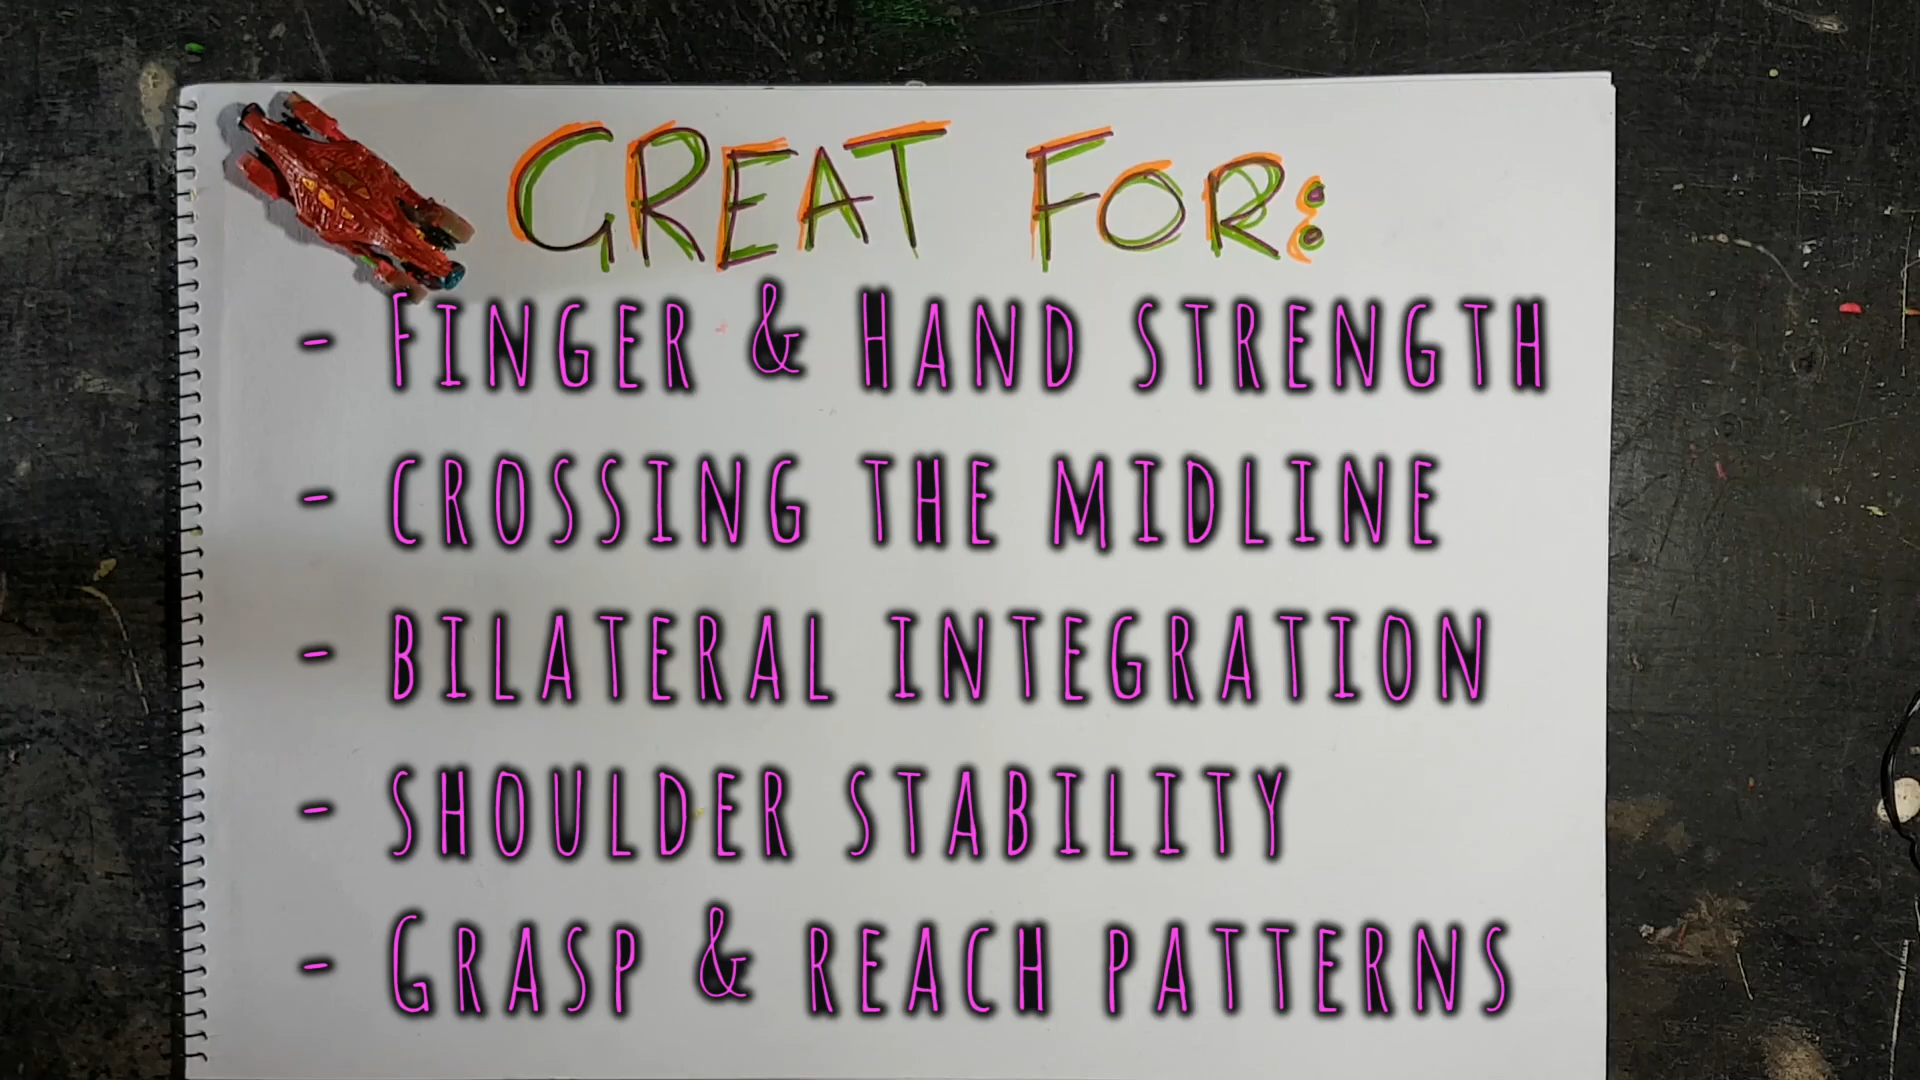 GREAT FOR:
- FINGER & HAND STRENGTH
- CROSSING THE MIDLINE
- BILATERAL INTEGRATION
- SHOULDER STABILITY
- GRASP & REACH PATTERNS